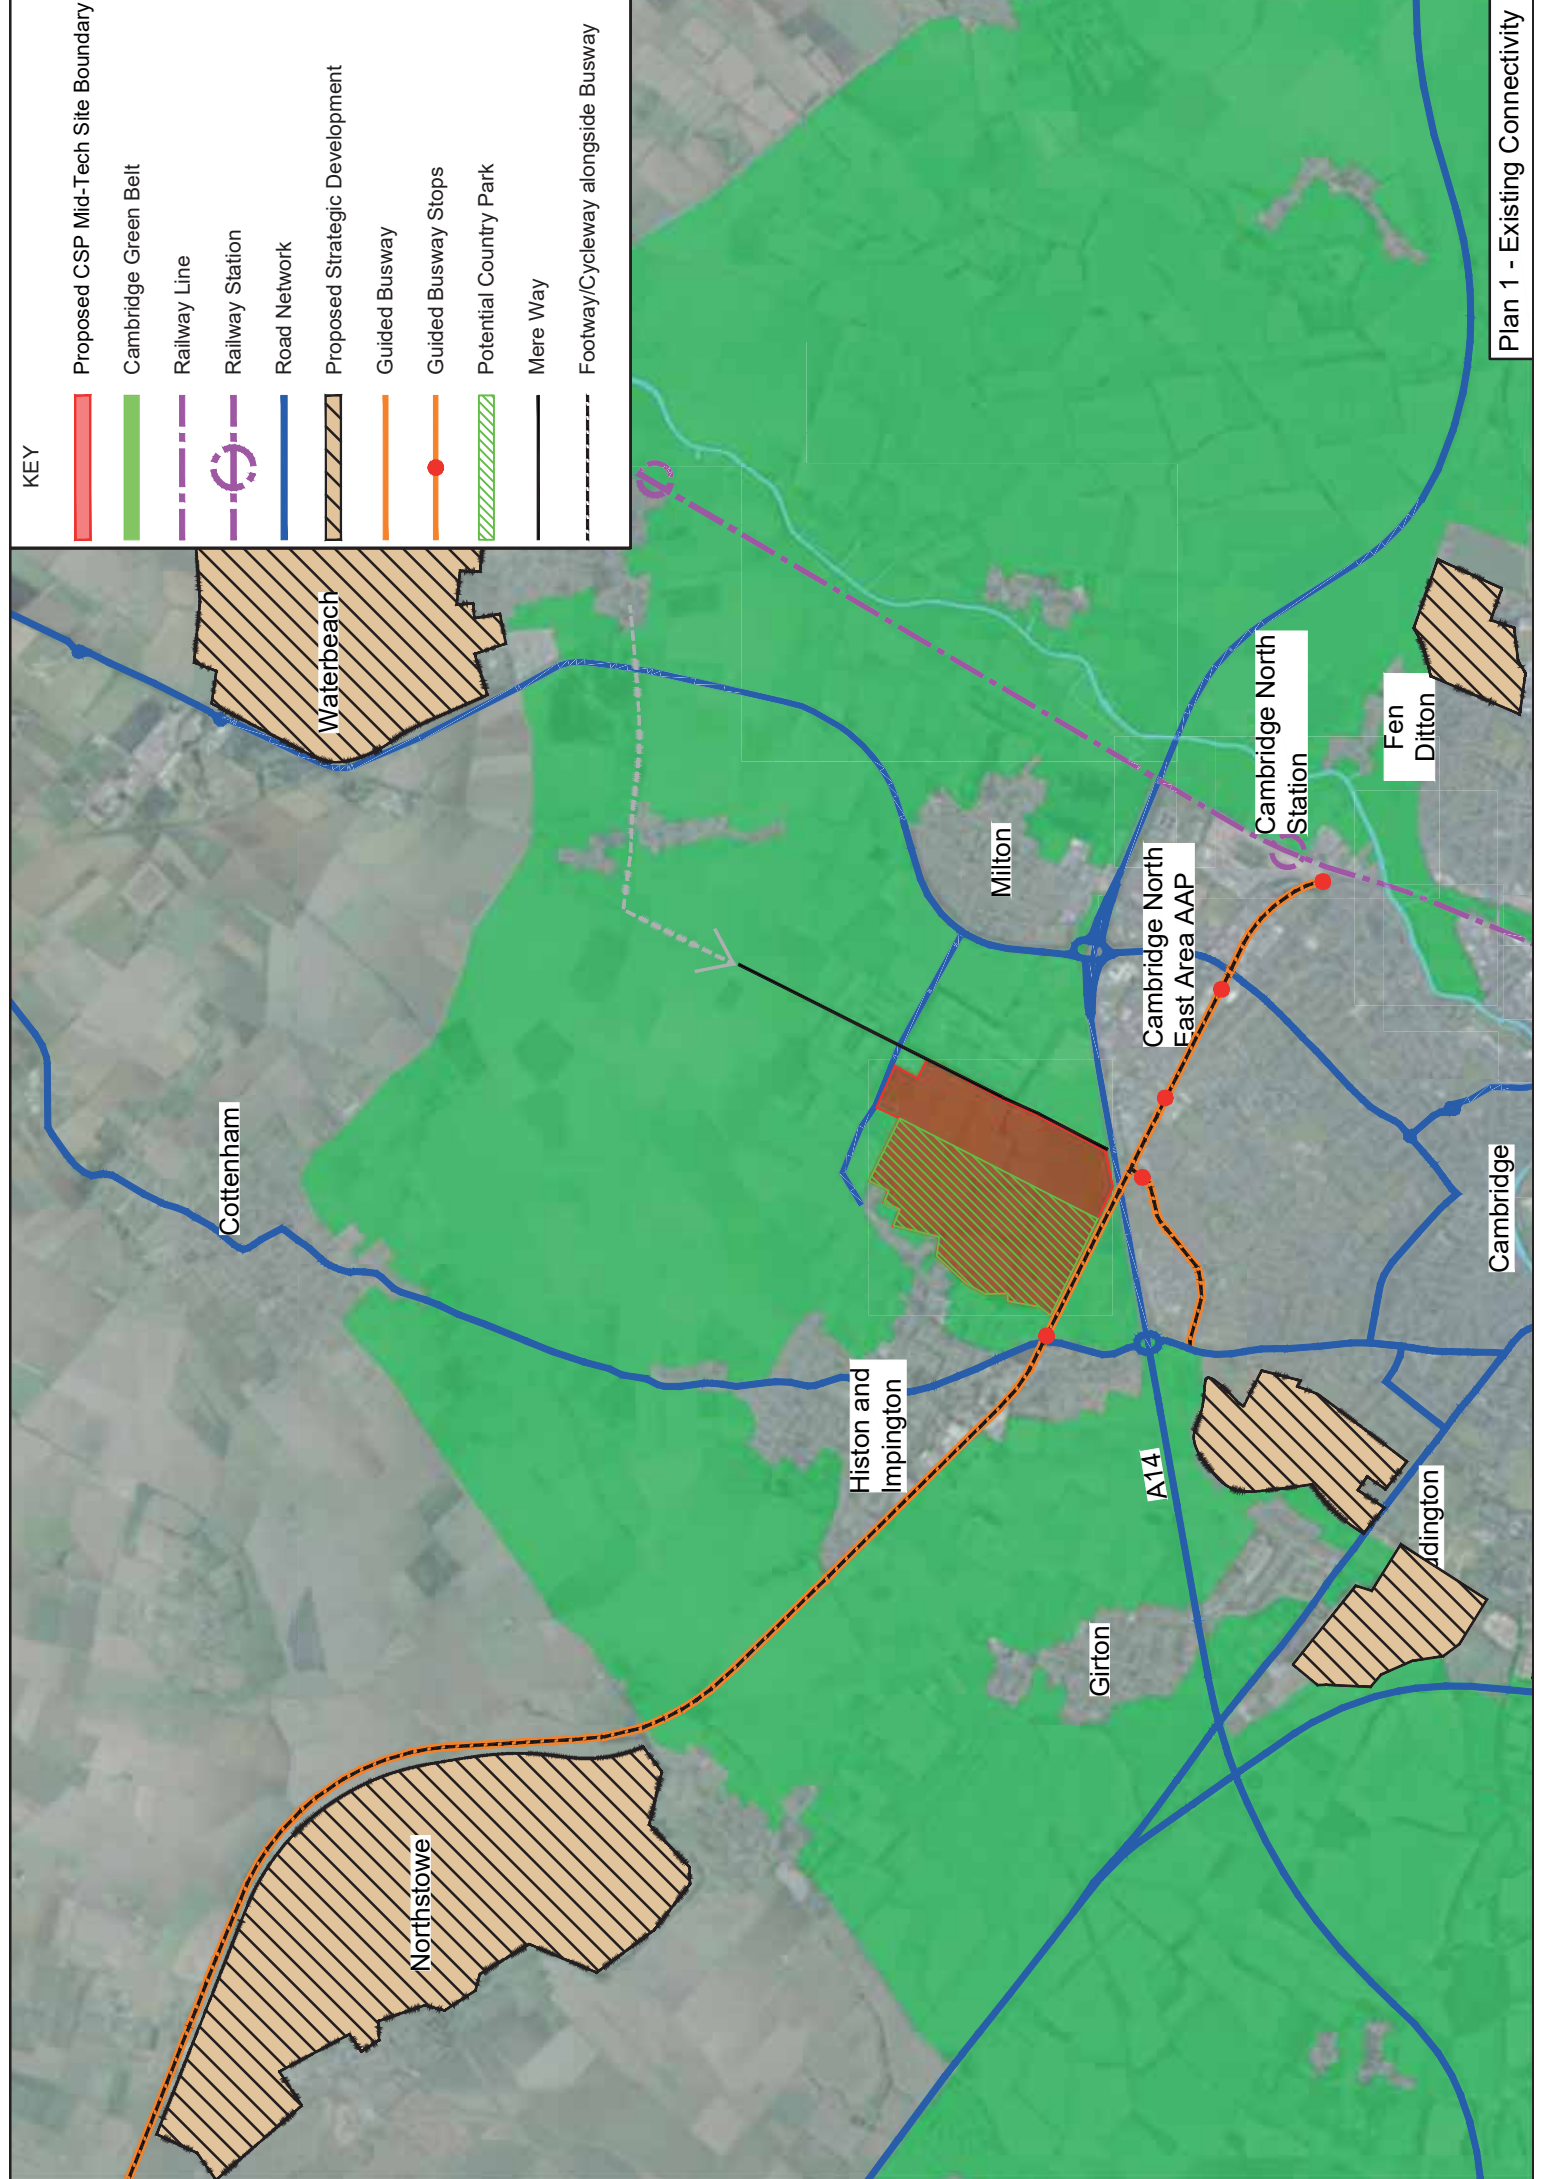 KEY
Proposed CSP Mid-Tech Site Boundary
Cambridge Green Belt
Railway Line
Railway Station
Road Network
Proposed Strategic Development
Guided Busway
Guided Busway Stops
Potential Country Park
Mere Way
Footway/Cycleway alongside Busway
Waterbeach
Cottenham
Northstowe
Histon and
Impington
Milton
Girton
A14
Cambridge North
East Area AAP
Cambridge North
Station
Fen
Ditton
ddington
Cambridge
Plan 1 - Existing Connectivity